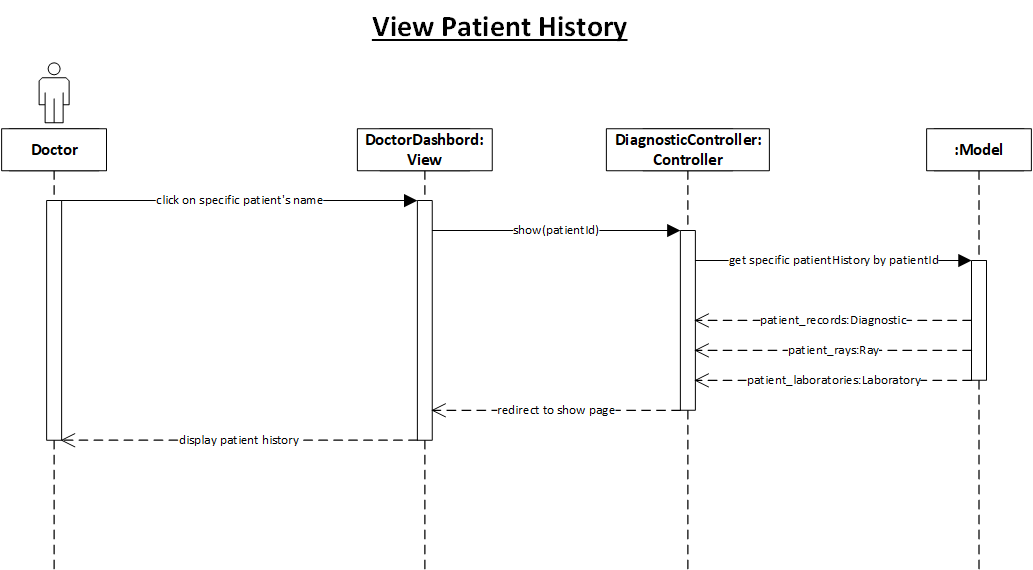 View Patient History
Doctor
DoctorDashbord:
View
DiagnosticController:
Controller
:Model
click on specific patient's name
show(patientId)
get specific patientHistory by patientId
patient_records:Diagnostic
patient_rays:Ray
patient_laboratories:Laboratory
redirect to show page
display patient history